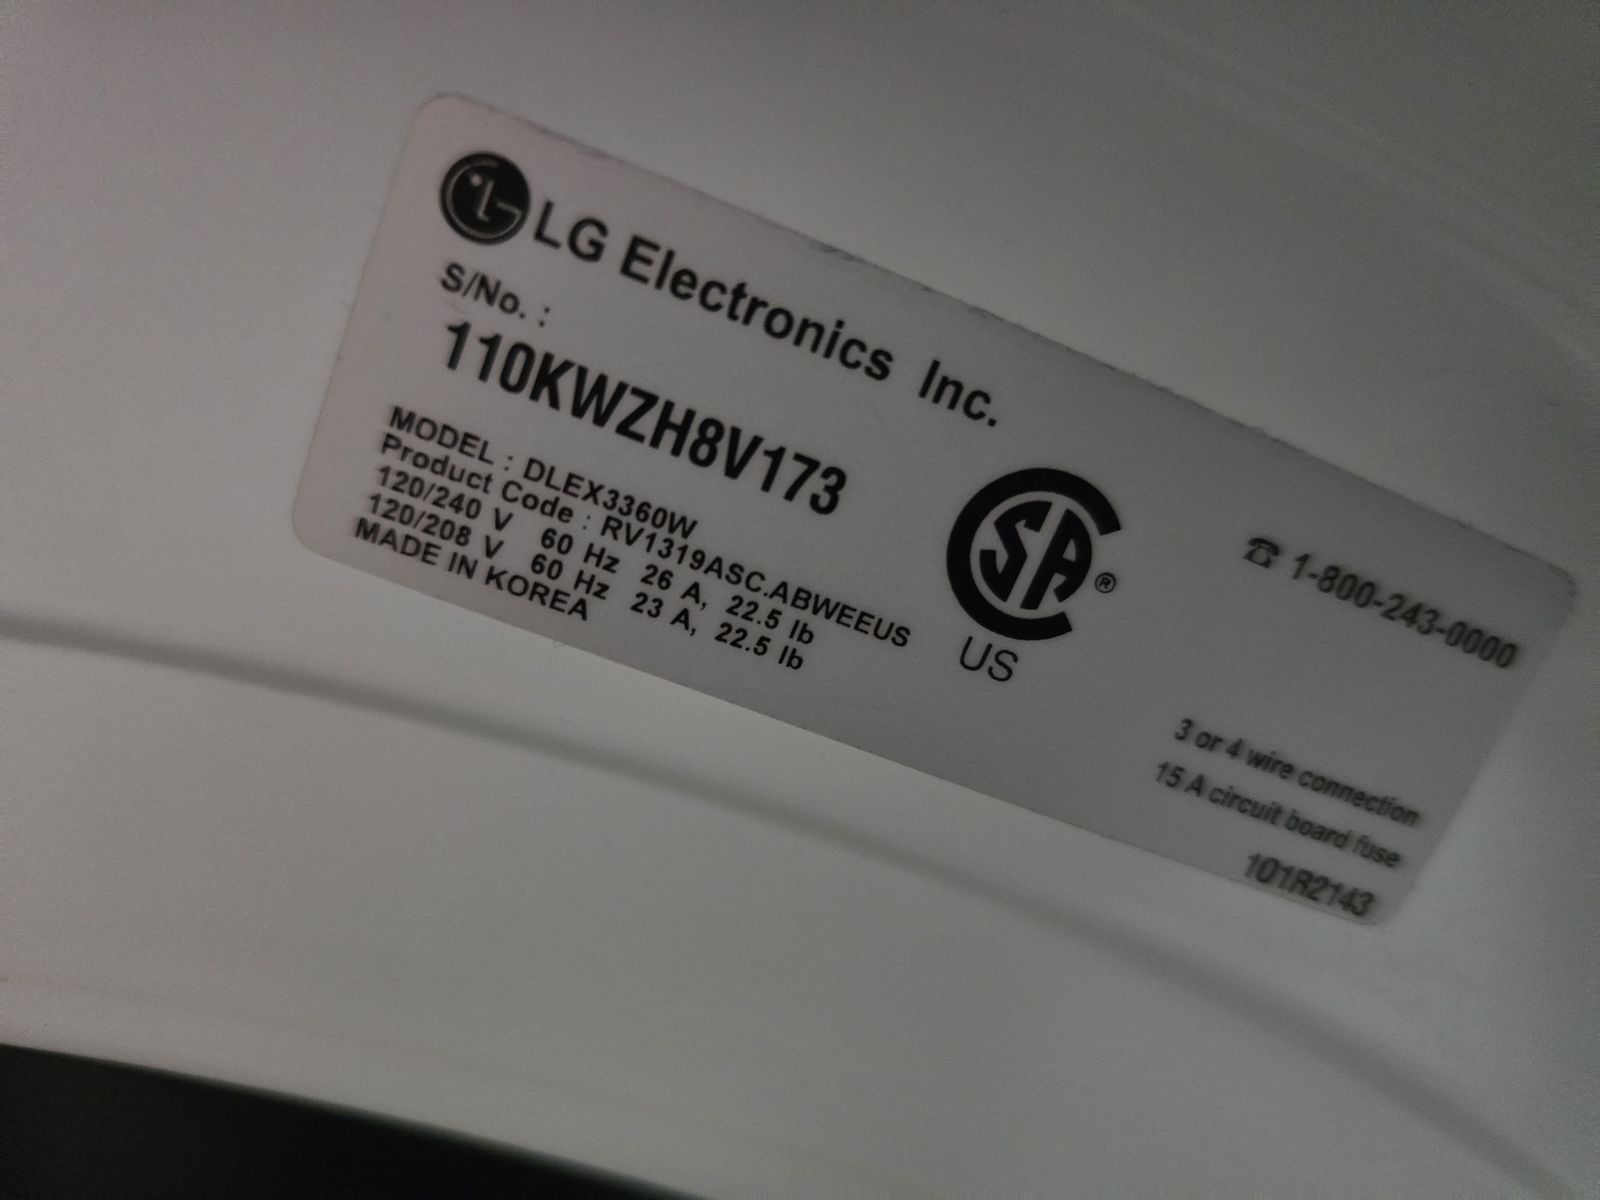 LG LG Electronics Inc.
S/No. :
110KWZH8V173
MODEL : DLEX3360W
Product Code : RV1319ASC.ABWEEUS
120/240 V 60 Hz 26 A, 22.5 lb
120/208 V 60 Hz 23 A, 22.5 lb
MADE IN KOREA
SA ®
US
☎ 1-800-243-0000
3 or 4 wire connection
15 A circuit board fuse
101R2143